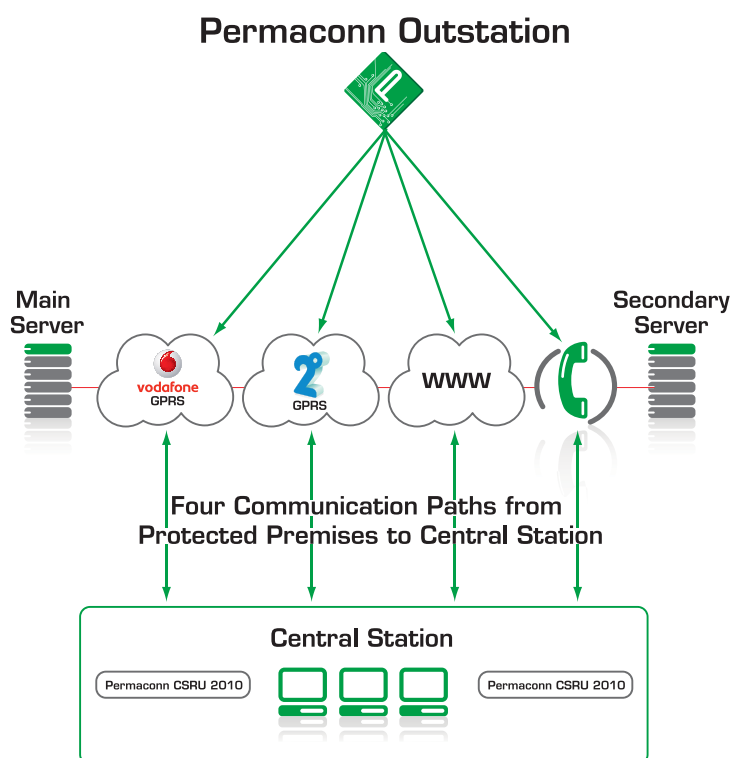 Permaconn Outstation
P
Main
Server
Secondary
Server
vodafone
GPRS
2°
GPRS
WWW
Four Communication Paths from
Protected Premises to Central Station
Central Station
Permaconn CSRU 2010
Permaconn CSRU 2010